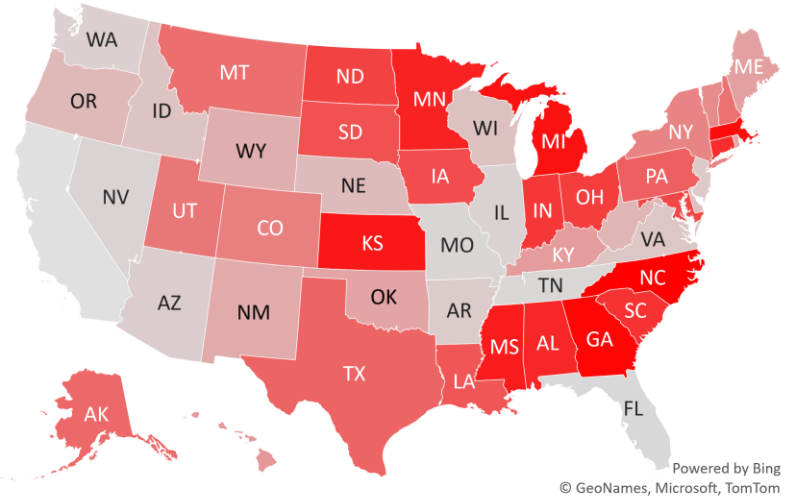 WA
MT
ND
MN
ME
OR
ID
SD
WI
MI
NY
WY
IA
PA
NE
NV
UT
CO
IL
IN
OH
KS
MO
KY
VA
AZ
NM
OK
AR
TN
NC
SC
MS
AL
GA
TX
LA
AK
FL
Powered by Bing
© GeoNames, Microsoft, TomTom